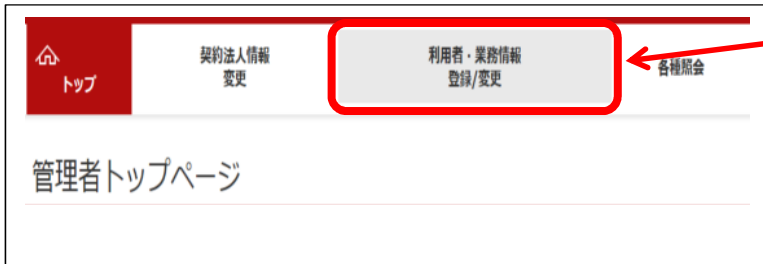 トップ
契約法人情報
変更
利用者・業務情報
登録/変更
各種照会
管理者トップページ